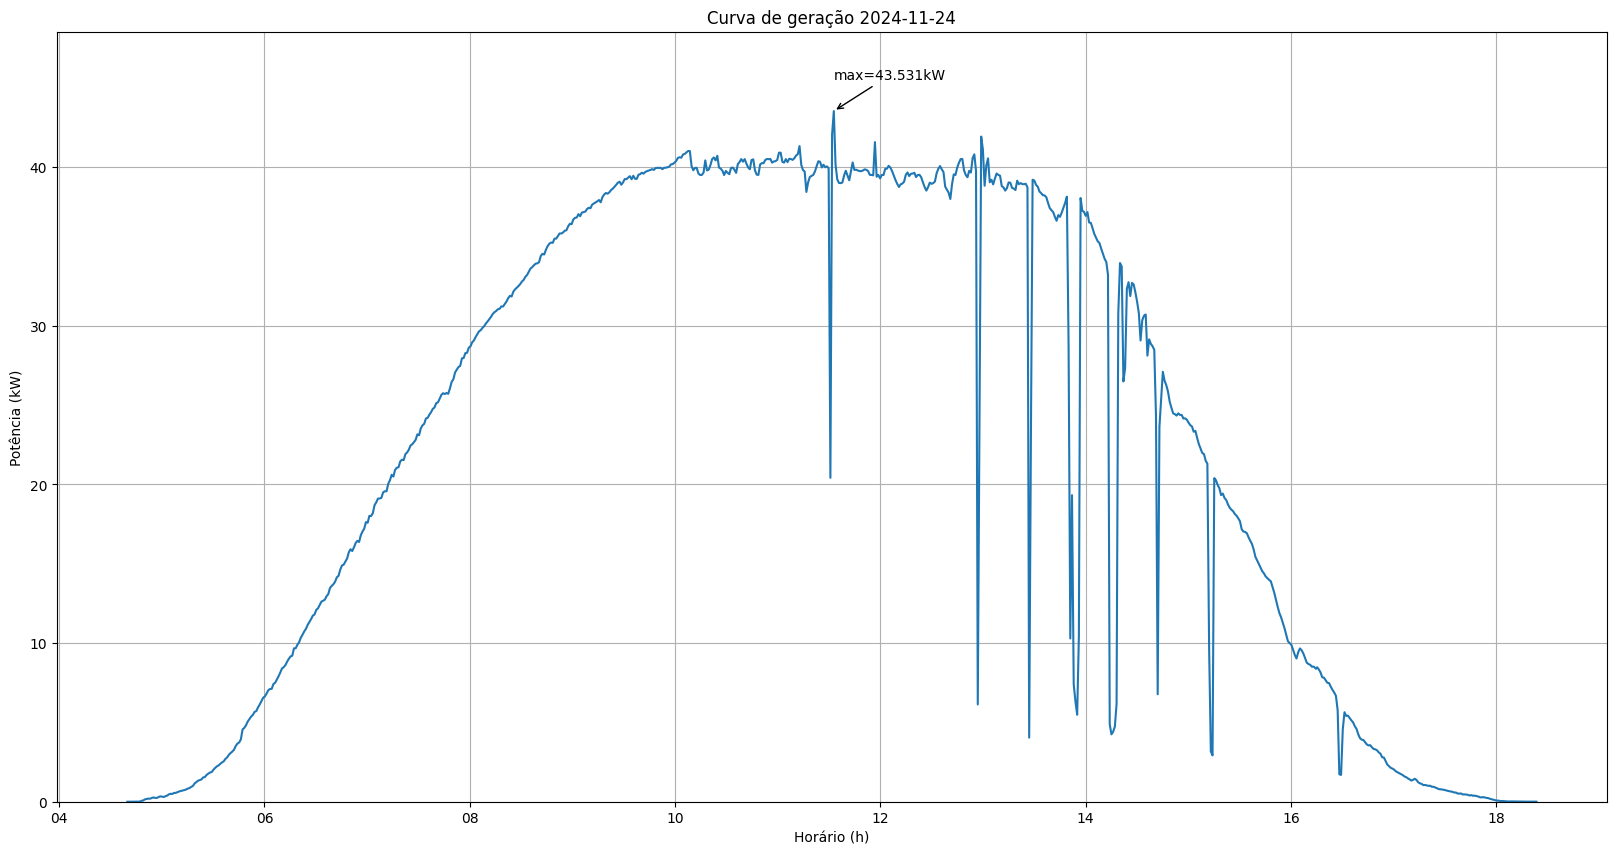 Curva de geração 2024-11-24
max=43.531kW
Potência (kW)
40
30
20
10
0
04 06 08 10 12 14 16 18
Horário (h)